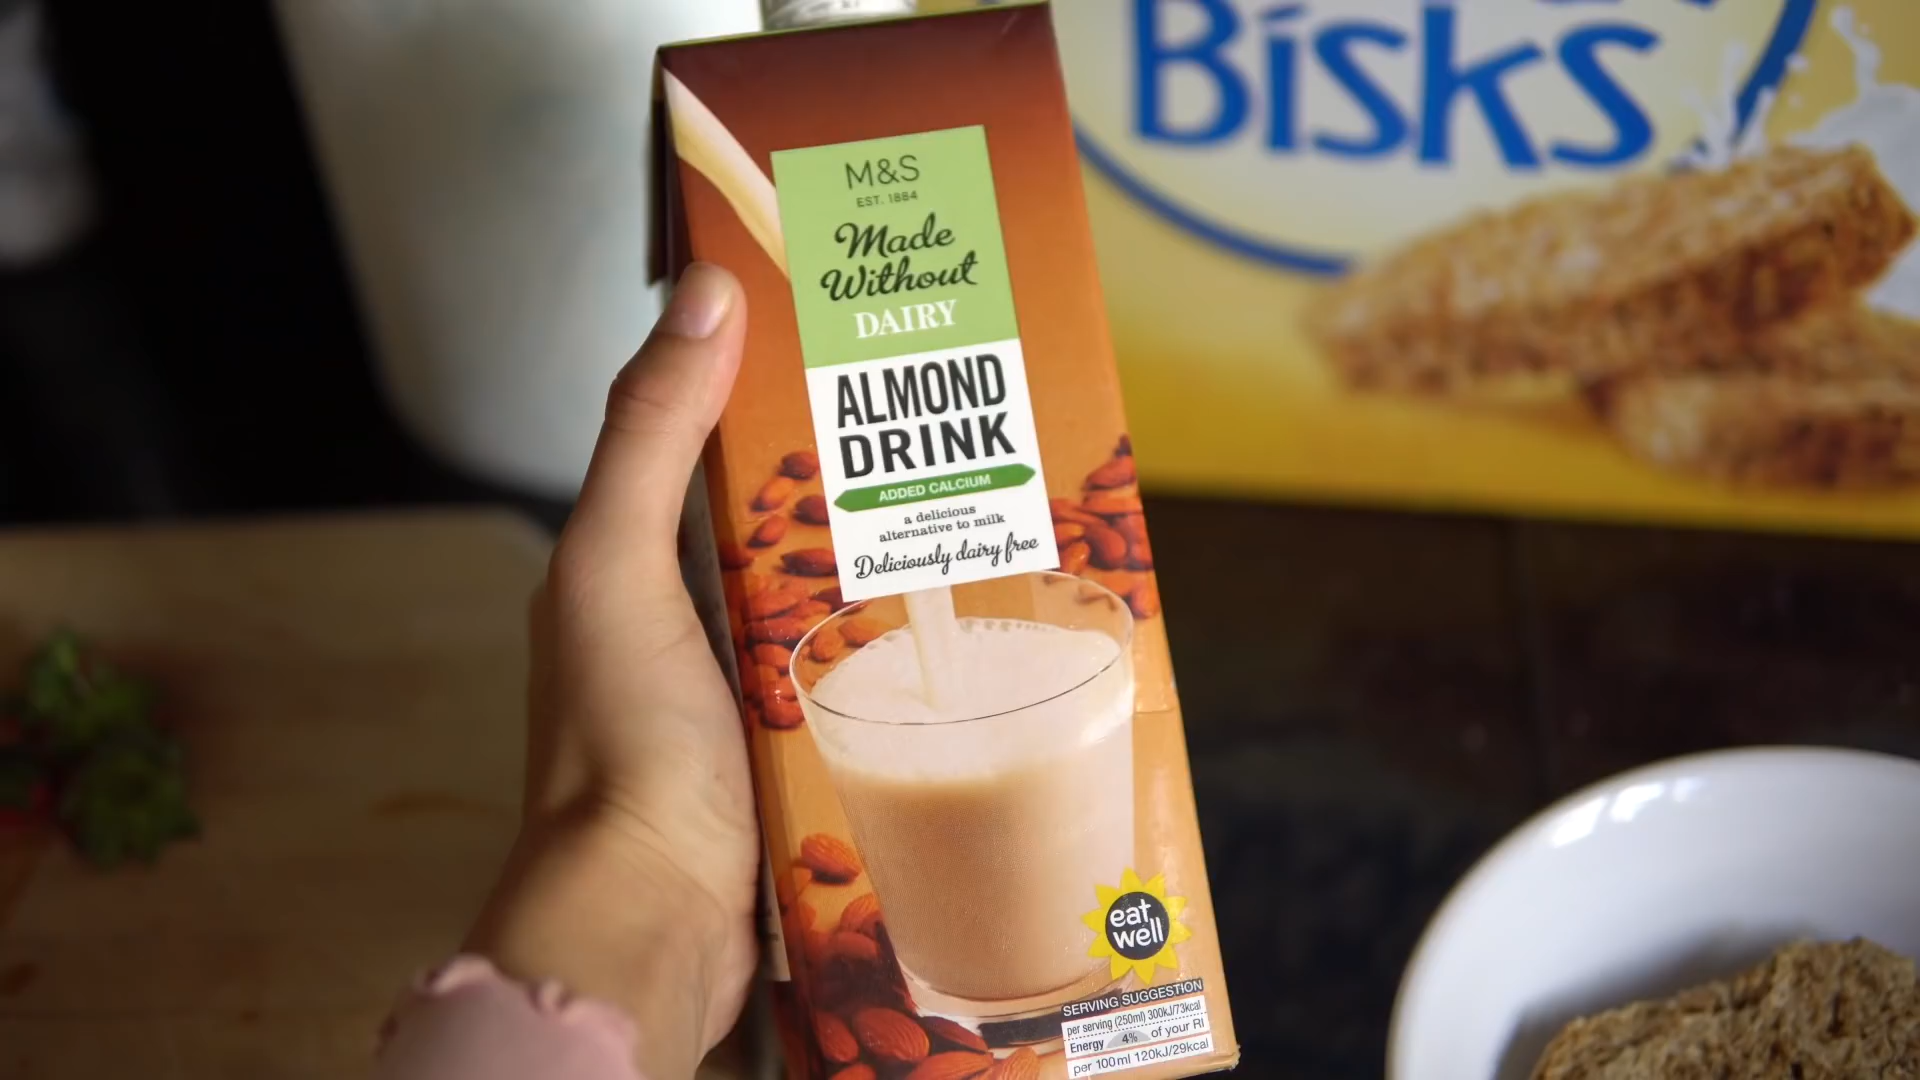 M&S
EST. 1884
Made
Without
DAIRY
ALMOND
DRINK
ADDED CALCIUM
a delicious
alternative to milk
Deliciously dairy free
eat
well
SERVING SUGGESTION
per serving (250ml) 300kJ/73kcal
Energy 4% of your RI
per 100ml 120kJ/29kcal
Bisks